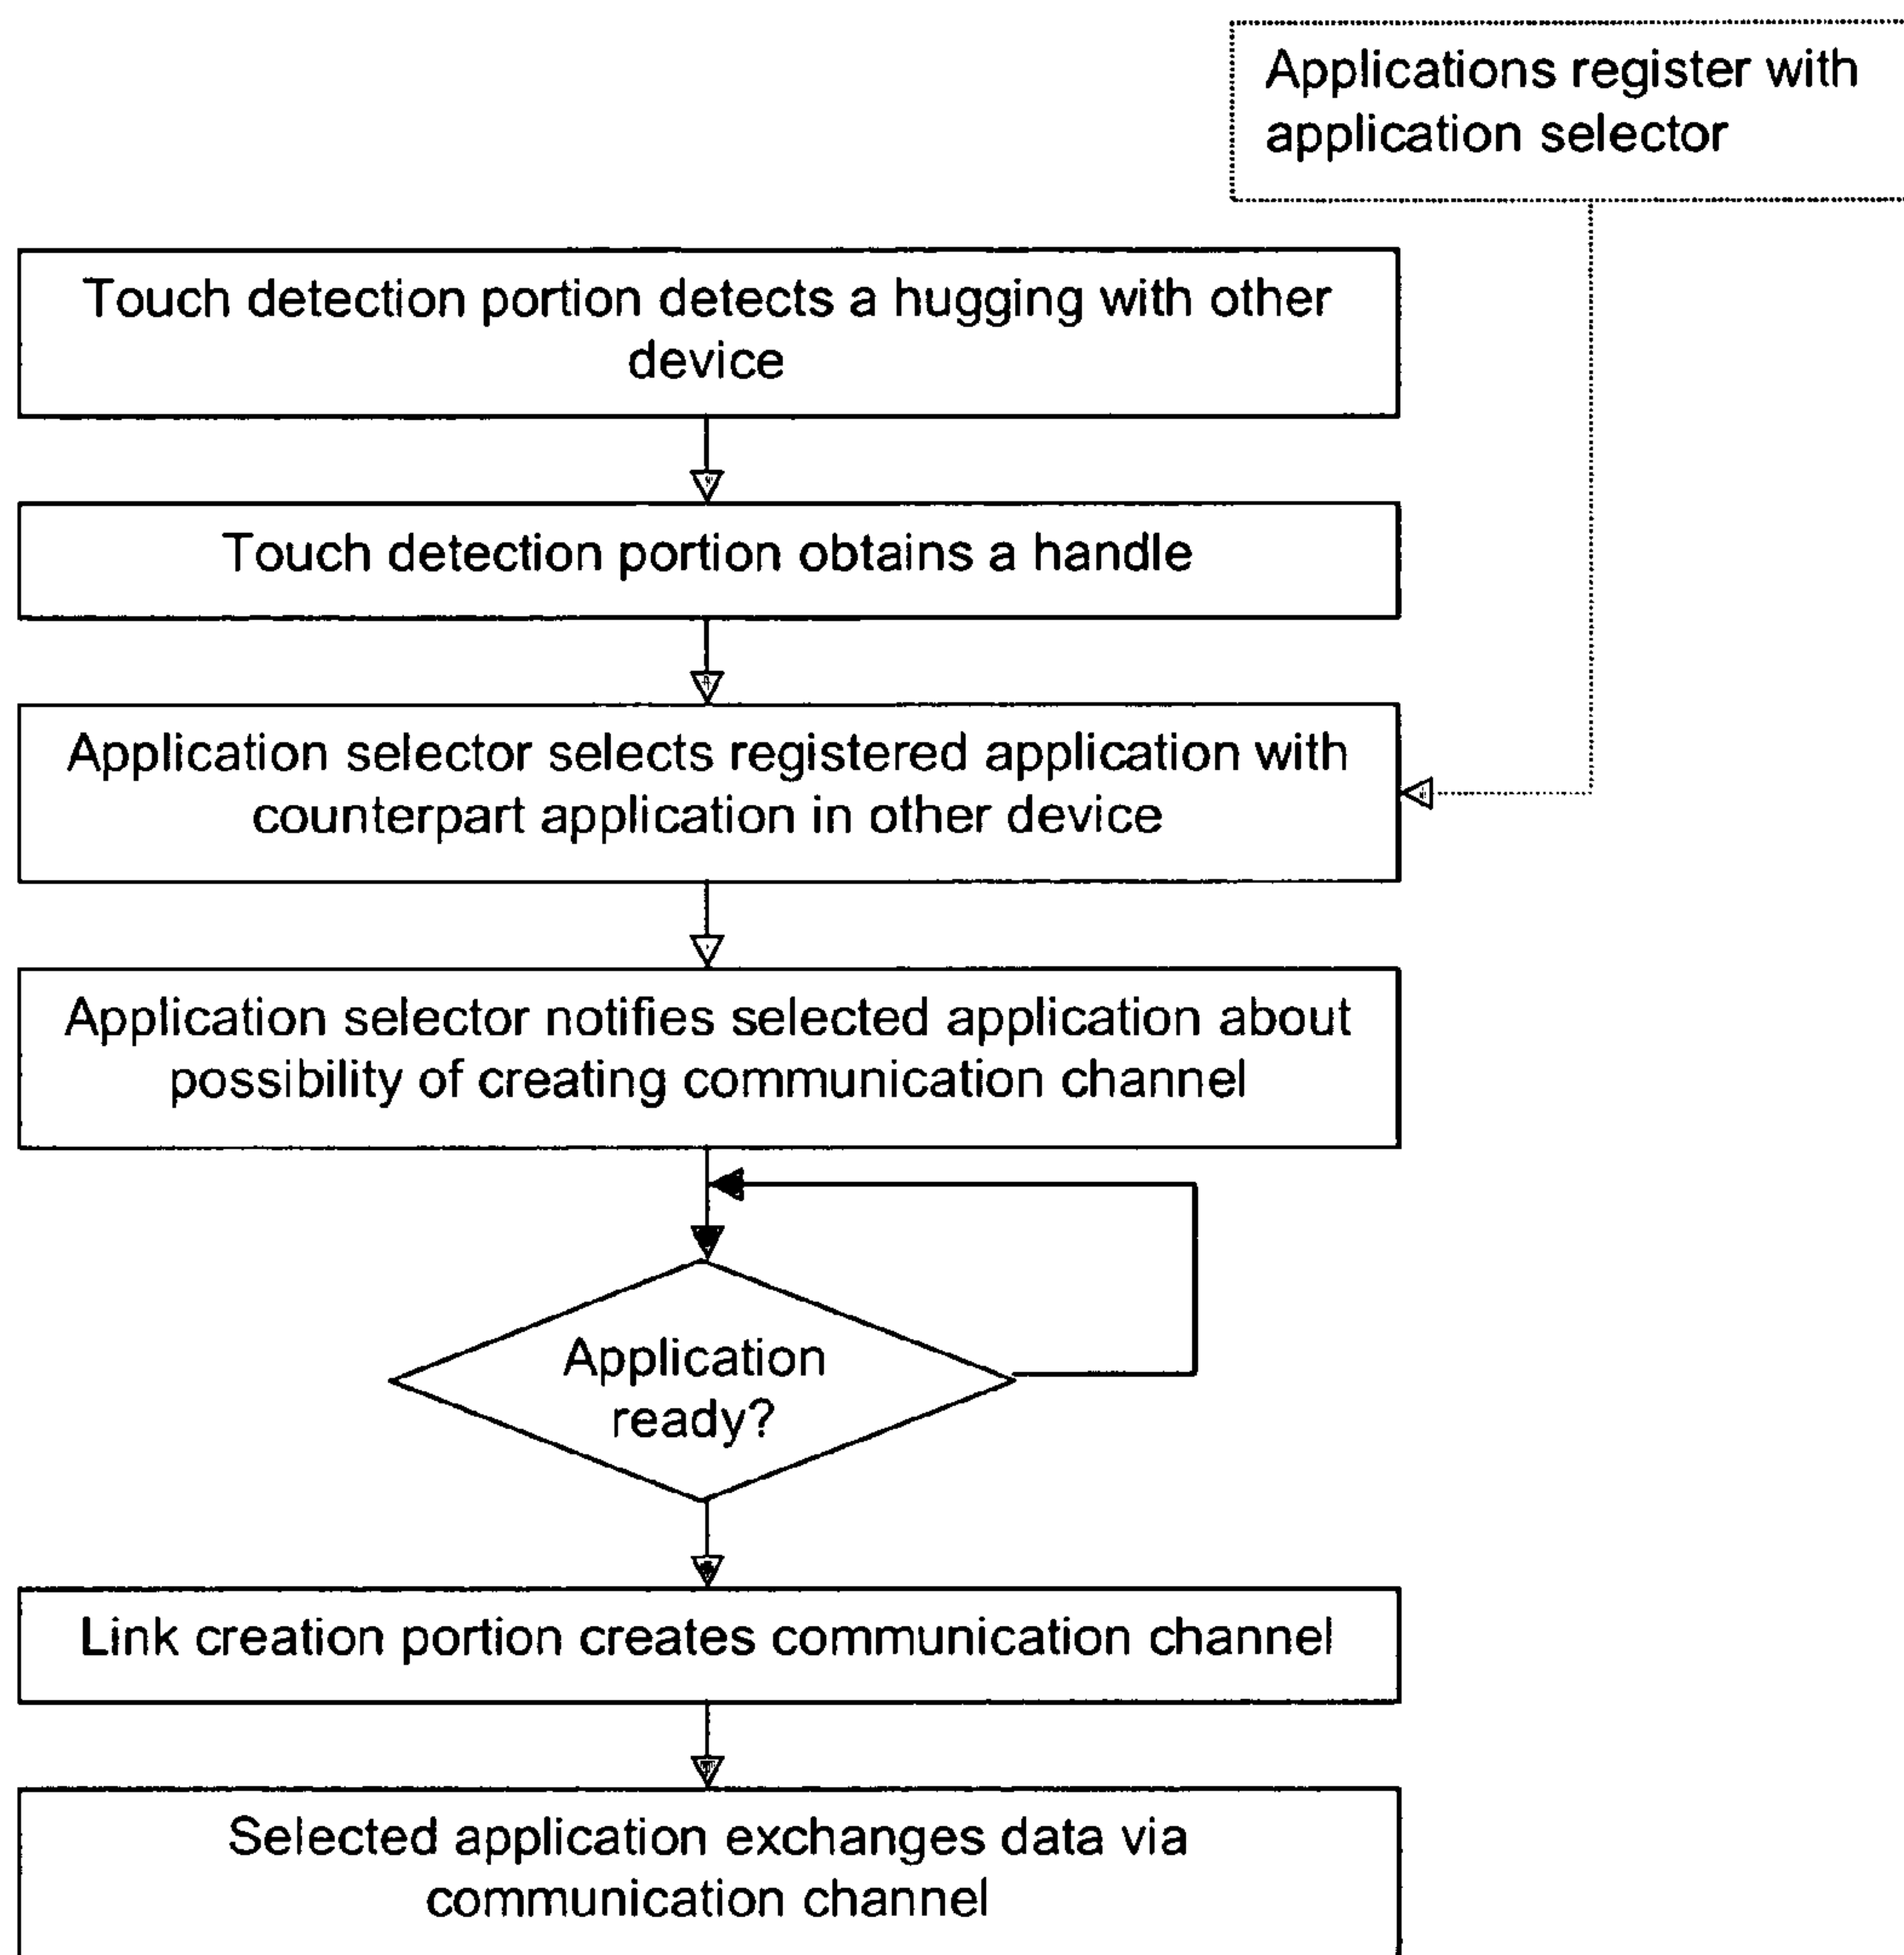 Applications register with
application selector
Touch detection portion detects a hugging with other
device
Touch detection portion obtains a handle
Application selector selects registered application with
counterpart application in other device
Application selector notifies selected application about
possibility of creating communication channel
Application
ready?
Link creation portion creates communication channel
Selected application exchanges data via
communication channel